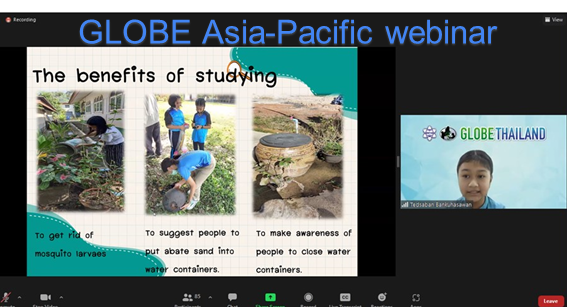 GLOBE Asia-Pacific webinar
Recording
View
The benefits of studying
To get rid of
mosquito larvaes
To suggest people to
put abate sand into
water containers.
To make awareness of
people to close water
containers.
GLOBE THAILAND
85
Chat
Leave